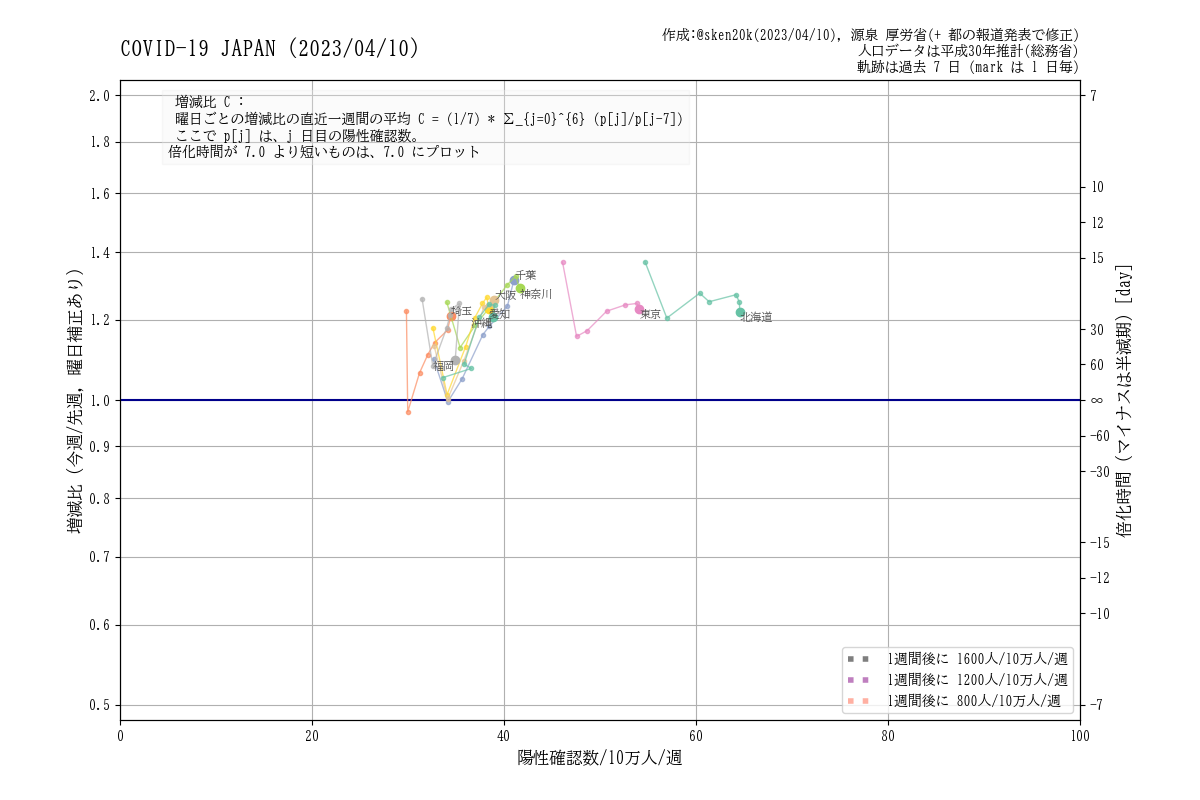 COVID-19 JAPAN (2023/04/10)
作成:@sken20k(2023/04/10), 源泉 厚労省(+ 都の報道発表で修正)
人口データは平成30年推計(総務省)
軌跡は過去 7 日 (mark は 1 日毎)
増減比 C :
曜日ごとの増減比の直近一週間の平均 C = (1/7) * Σ_{j=0}^{6} (p[j]/p[j-7])
ここで p[j] は、j 日目の陽性確認数。
倍化時間が 7.0 より短いものは、7.0 にプロット
2.0
1.8
1.6
1.4
1.2
1.0
0.9
0.8
0.7
0.6
0.5
増減比 (今週/先週, 曜日補正あり)
千葉
大阪
神奈川
埼玉
愛知
沖縄
東京
北海道
福岡
7
10
12
15
30
60
∞
-60
-30
-15
-12
-10
-7
倍化時間 (マイナスは半減期) [day]
1週間後に 1600人/10万人/週
1週間後に 1200人/10万人/週
1週間後に 800人/10万人/週
0
20
40
60
80
100
陽性確認数/10万人/週